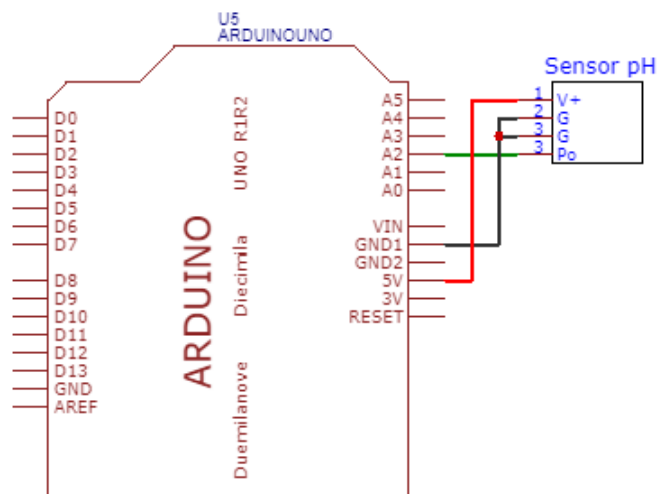 U5
ARDUINOUNO
D0
D1
D2
D3
D4
D5
D6
D7
D8
D9
D10
D11
D12
D13
GND
AREF
UNO R1R2
Diecimila
Duemilanove
ARDUINO
A5
A4
A3
A2
A1
A0
VIN
GND1
GND2
5V
3V
RESET
Sensor pH
1 V+
2 G
3 G
3 Po